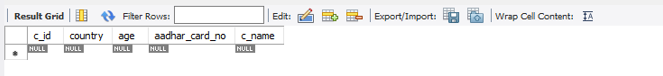 Result Grid Filter Rows: Edit: Export/Import: Wrap Cell Content:
c_id country age aadhar_card_no c_name
* NULL NULL NULL NULL NULL